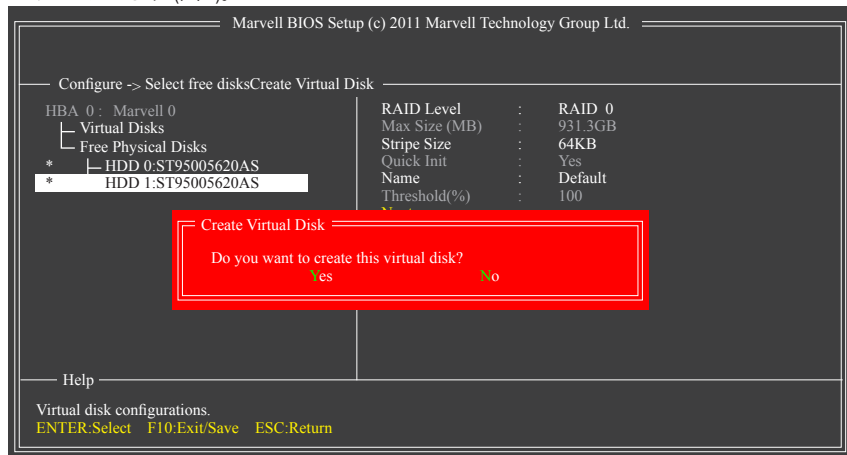 Marvell BIOS Setup (c) 2011 Marvell Technology Group Ltd.
Configure -> Select free disksCreate Virtual Disk
HBA 0 : Marvell 0
Virtual Disks
Free Physical Disks
* HDD 0:ST95005620AS
* HDD 1:ST95005620AS
RAID Level : RAID 0
Max Size (MB) : 931.3GB
Stripe Size : 64KB
Quick Init : Yes
Name : Default
Threshold(%) : 100
Create Virtual Disk
Do you want to create this virtual disk?
Yes No
Help
Virtual disk configurations.
ENTER:Select F10:Exit/Save ESC:Return